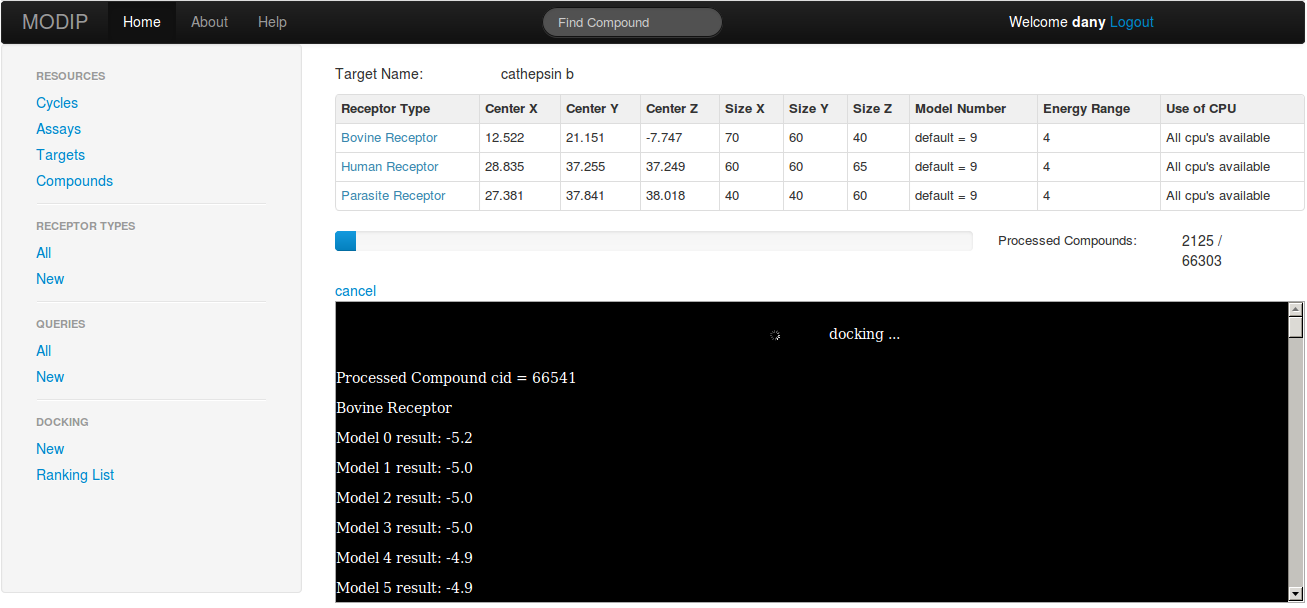 MODIP Home About Help Find Compound Welcome dany Logout
RESOURCES
Cycles
Assays
Targets
Compounds
RECEPTOR TYPES
All
New
QUERIES
All
New
DOCKING
New
Ranking List
Target Name: cathepsin b
Receptor Type Center X Center Y Center Z Size X Size Y Size Z Model Number Energy Range Use of CPU
Bovine Receptor 12.522 21.151 -7.747 70 60 40 default = 9 4 All cpu's available
Human Receptor 28.835 37.255 37.249 60 60 65 default = 9 4 All cpu's available
Parasite Receptor 27.381 37.841 38.018 40 40 60 default = 9 4 All cpu's available
Processed Compounds: 2125 /
66303
cancel
docking ...
Processed Compound cid = 66541
Bovine Receptor
Model 0 result: -5.2
Model 1 result: -5.0
Model 2 result: -5.0
Model 3 result: -5.0
Model 4 result: -4.9
Model 5 result: -4.9